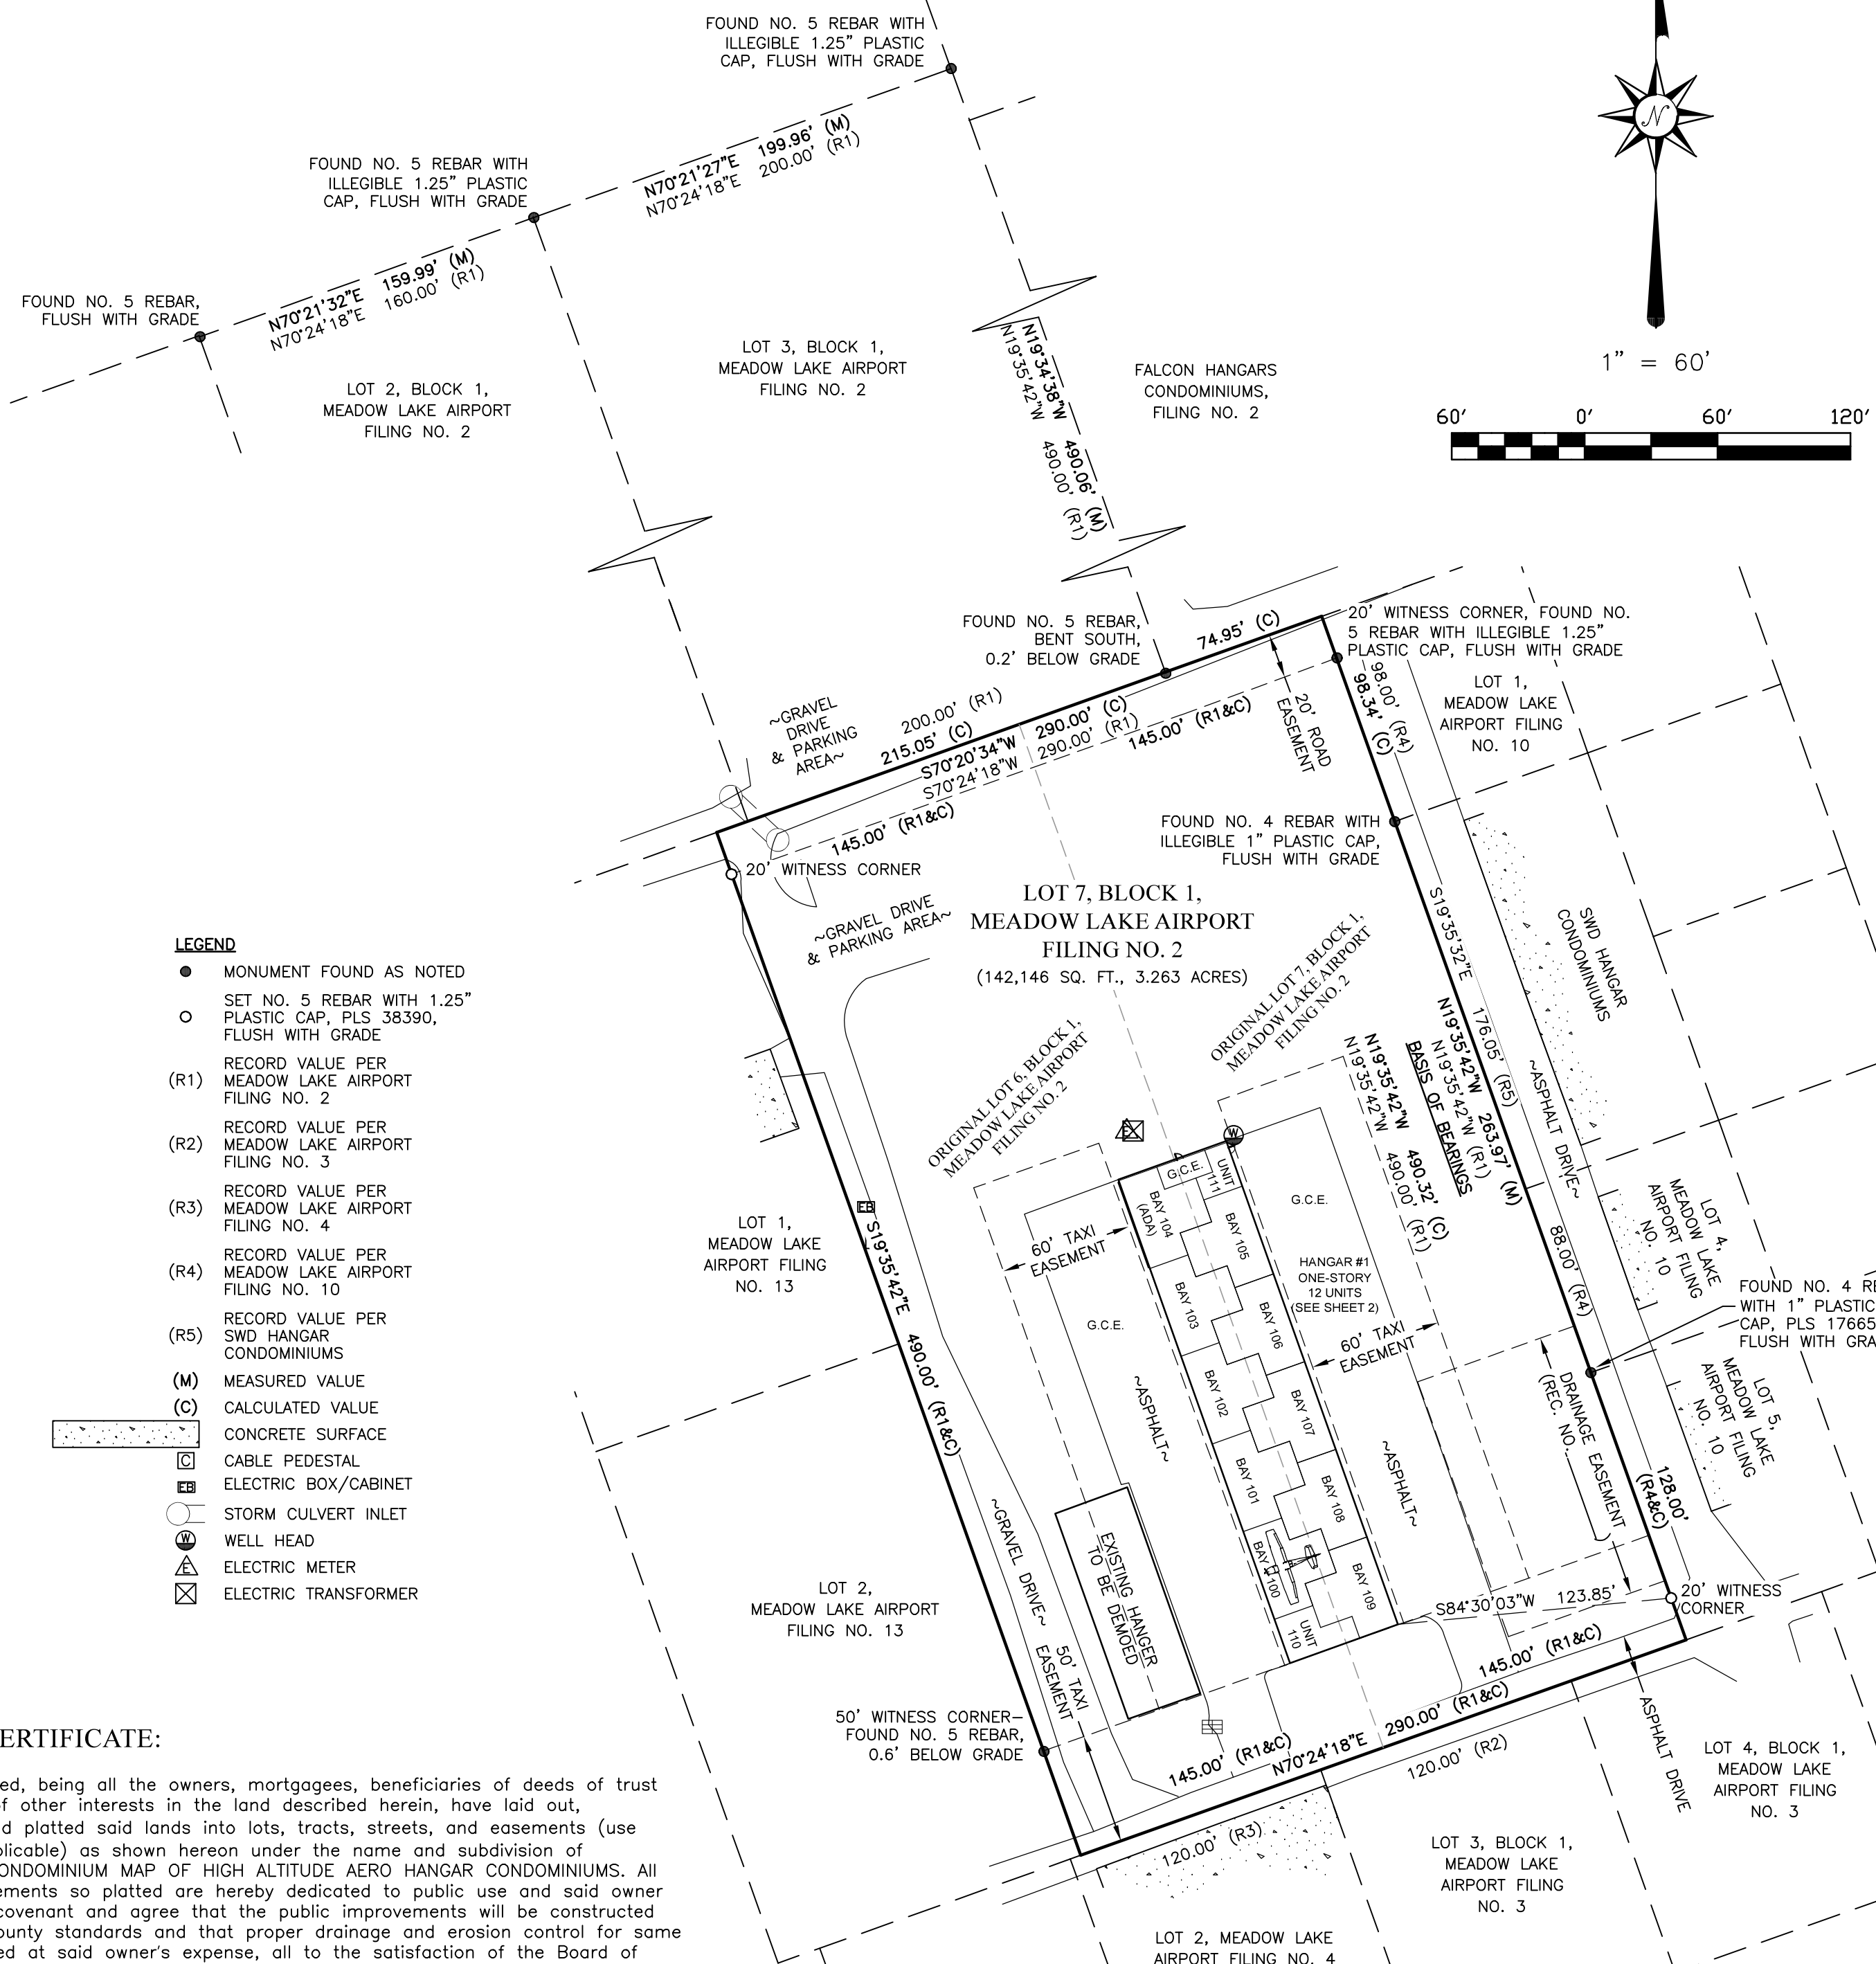 FOUND NO. 5 REBAR WITH
ILLEGIBLE 1.25" PLASTIC
CAP, FLUSH WITH GRADE
N70°21'27"E 199.96' (M)
N70°24'18"E 200.00' (R1)
FOUND NO. 5 REBAR WITH
ILLEGIBLE 1.25" PLASTIC
CAP, FLUSH WITH GRADE
N70°21'32"E 159.99' (M)
N70°24'18"E 160.00' (R1)
FOUND NO. 5 REBAR,
FLUSH WITH GRADE
LOT 2, BLOCK 1,
MEADOW LAKE AIRPORT
FILING NO. 2
LOT 3, BLOCK 1,
MEADOW LAKE AIRPORT
FILING NO. 2
N19°34'38"W 490.06' (M)
N19°35'42"W 490.00' (R1)
FALCON HANGARS
CONDOMINIUMS,
FILING NO. 2
N
1" = 60'
60' 0' 60' 120'
FOUND NO. 5 REBAR,
BENT SOUTH,
0.2' BELOW GRADE
74.95' (C)
20' WITNESS CORNER, FOUND NO.
5 REBAR WITH ILLEGIBLE 1.25"
PLASTIC CAP, FLUSH WITH GRADE
98.00' (R4)
98.34' (C)
LOT 1,
MEADOW LAKE
AIRPORT FILING
NO. 10
~GRAVEL
DRIVE
& PARKING
AREA~
200.00' (R1)
215.05' (C)
S70°20'34"W 290.00' (C)
S70°24'18"W 290.00' (R1)
145.00' (R1&C)
145.00' (R1&C)
20' ROAD
EASEMENT
20' WITNESS CORNER
~GRAVEL DRIVE
& PARKING AREA~
FOUND NO. 4 REBAR WITH
ILLEGIBLE 1" PLASTIC CAP,
FLUSH WITH GRADE
LOT 7, BLOCK 1,
MEADOW LAKE AIRPORT
FILING NO. 2
(142,146 SQ. FT., 3.263 ACRES)
ORIGINAL LOT 6, BLOCK 1,
MEADOW LAKE AIRPORT
FILING NO. 2
ORIGINAL LOT 7, BLOCK 1,
MEADOW LAKE AIRPORT
FILING NO. 2
S19°35'32"E 176.05' (R5)
N19°35'42"W 263.97' (M)
N19°35'42"W (R1)
BASIS OF BEARINGS
N19°35'42"W 490.32' (C)
N19°35'42"W 490.00' (R1)
~ASPHALT DRIVE~
SWD HANGAR
CONDOMINIUMS
88.00' (R4)
LOT 4,
MEADOW LAKE
AIRPORT FILING
NO. 10
FOUND NO. 4 RE
WITH 1" PLASTIC
CAP, PLS 17665
FLUSH WITH GRA
LOT 5,
MEADOW LAKE
AIRPORT FILING
NO. 10
128.00'
(R4&C)
DRAINAGE EASEMENT
(REC. NO. )
LEGEND
MONUMENT FOUND AS NOTED
SET NO. 5 REBAR WITH 1.25"
PLASTIC CAP, PLS 38390,
FLUSH WITH GRADE
(R1) RECORD VALUE PER
MEADOW LAKE AIRPORT
FILING NO. 2
(R2) RECORD VALUE PER
MEADOW LAKE AIRPORT
FILING NO. 3
(R3) RECORD VALUE PER
MEADOW LAKE AIRPORT
FILING NO. 4
(R4) RECORD VALUE PER
MEADOW LAKE AIRPORT
FILING NO. 10
(R5) RECORD VALUE PER
SWD HANGAR
CONDOMINIUMS
(M) MEASURED VALUE
(C) CALCULATED VALUE
CONCRETE SURFACE
C CABLE PEDESTAL
EB ELECTRIC BOX/CABINET
STORM CULVERT INLET
W WELL HEAD
E ELECTRIC METER
ELECTRIC TRANSFORMER
LOT 1,
MEADOW LAKE
AIRPORT FILING
NO. 13
EB
S19°35'42"E 490.00' (R1&C)
E
W
60' TAXI
EASEMENT
G.C.E.
G.C.E.
UNIT
111
G.C.E.
BAY 104
(ADA)
BAY 105
BAY 103
BAY 106
BAY 102
BAY 107
BAY 101
BAY 108
BAY 100
BAY 109
UNIT
110
HANGAR #1
ONE-STORY
12 UNITS
(SEE SHEET 2)
60' TAXI
EASEMENT
~ASPHALT~
~ASPHALT~
~GRAVEL DRIVE~
EXISTING HANGER
TO BE DEMOED
50' TAXI
EASEMENT
LOT 2,
MEADOW LAKE AIRPORT
FILING NO. 13
S84°30'03"W 123.85'
20' WITNESS
CORNER
145.00' (R1&C)
50' WITNESS CORNER-
FOUND NO. 5 REBAR,
0.6' BELOW GRADE
145.00' (R1&C)
N70°24'18"E 290.00' (R1&C)
120.00' (R2)
120.00' (R3)
ASPHALT DRIVE
LOT 4, BLOCK 1,
MEADOW LAKE
AIRPORT FILING
NO. 3
LOT 3, BLOCK 1,
MEADOW LAKE
AIRPORT FILING
NO. 3
LOT 2, MEADOW LAKE
AIRPORT FILING NO. 4
ERTIFICATE:
ed, being all the owners, mortgagees, beneficiaries of deeds of trust
f other interests in the land described herein, have laid out,
d platted said lands into lots, tracts, streets, and easements (use
plicable) as shown hereon under the name and subdivision of
ONDOMINIUM MAP OF HIGH ALTITUDE AERO HANGAR CONDOMINIUMS. All
ements so platted are hereby dedicated to public use and said owner
covenant and agree that the public improvements will be constructed
ounty standards and that proper drainage and erosion control for same
ed at said owner's expense, all to the satisfaction of the Board of